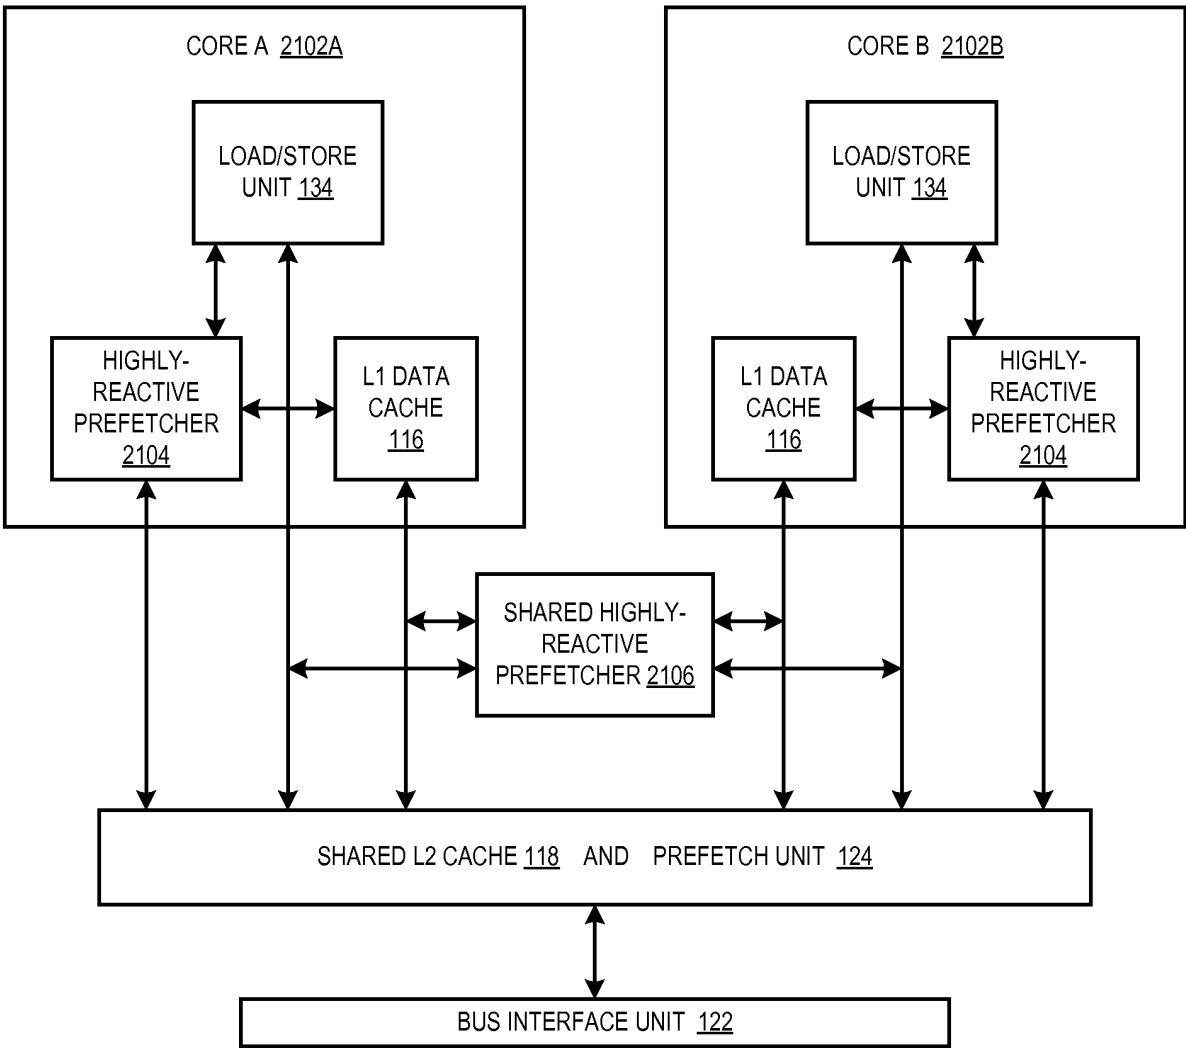 CORE A 2102A
LOAD/STORE
UNIT 134
HIGHLY-
REACTIVE
PREFETCHER
2104
L1 DATA
CACHE
116
CORE B 2102B
LOAD/STORE
UNIT 134
L1 DATA
CACHE
116
HIGHLY-
REACTIVE
PREFETCHER
2104
SHARED HIGHLY-
REACTIVE
PREFETCHER 2106
SHARED L2 CACHE 118 AND PREFETCH UNIT 124
BUS INTERFACE UNIT 122